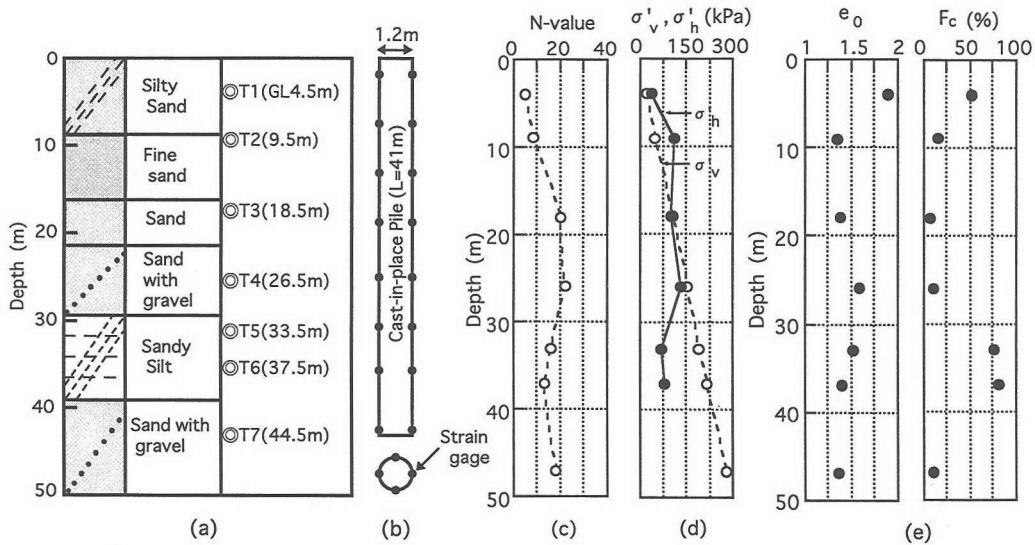 0
10
20
30
40
50
Depth (m)
Silty
Sand
Fine
sand
Sand
Sand
with
gravel
Sandy
Silt
Sand with
gravel
T1(GL4.5m)
T2(9.5m)
T3(18.5m)
T4(26.5m)
T5(33.5m)
T6(37.5m)
T7(44.5m)
(a)
1.2m
Cast-in-place Pile (L=41m)
Strain
gage
(b)
N-value
0 20 40
0
10
20
30
40
50
Depth (m)
(c)
σ'v , σ'h (kPa)
0 150 300
σh
σv
(d)
e0
Fc (%)
1 1.5 2
0 50 100
0
10
20
30
40
50
Depth (m)
(e)